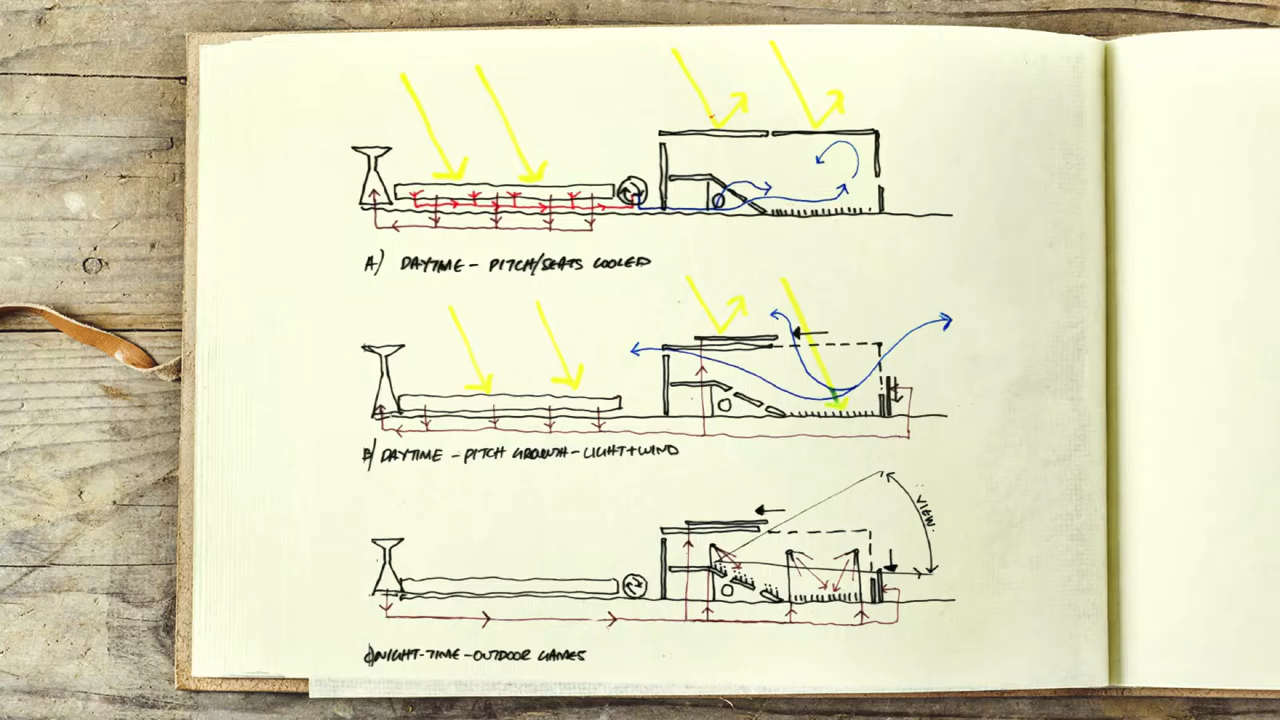 A) DAYTIME - PITCH/SEATS COOLED
B) DAYTIME - PITCH GROWTH - LIGHT + WIND
VIEW.
C) NIGHT-TIME - OUTDOOR GAMES